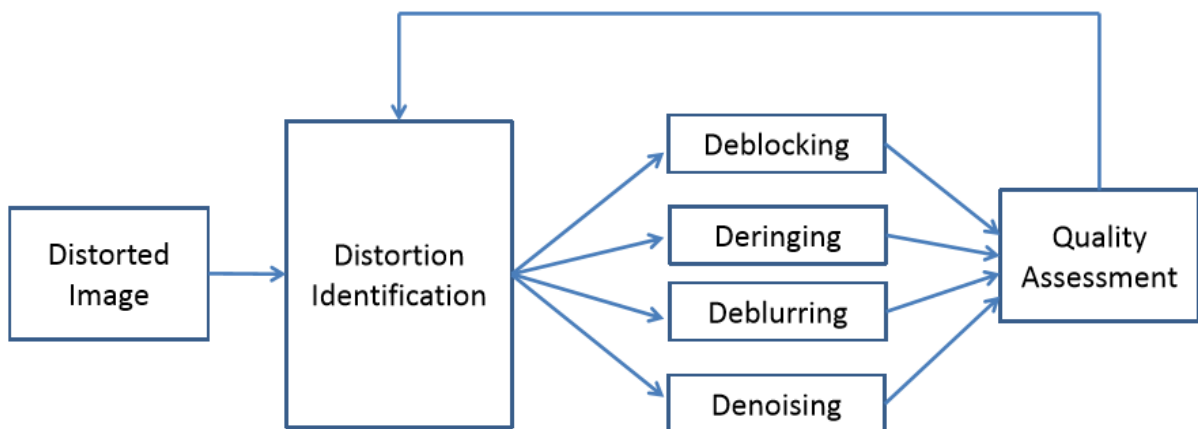 Distorted
Image
Distortion
Identification
Deblocking
Deringing
Deblurring
Denoising
Quality
Assessment